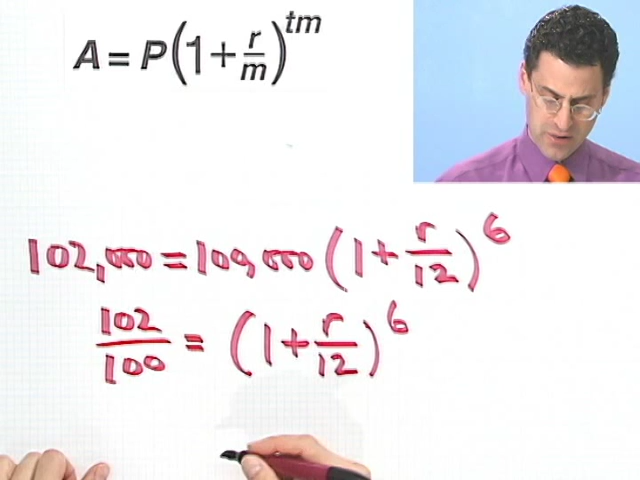 A = P(1 + r/m)^tm
102,000 = 100,000 (1 + r/12)^6
102/100 = (1 + r/12)^6